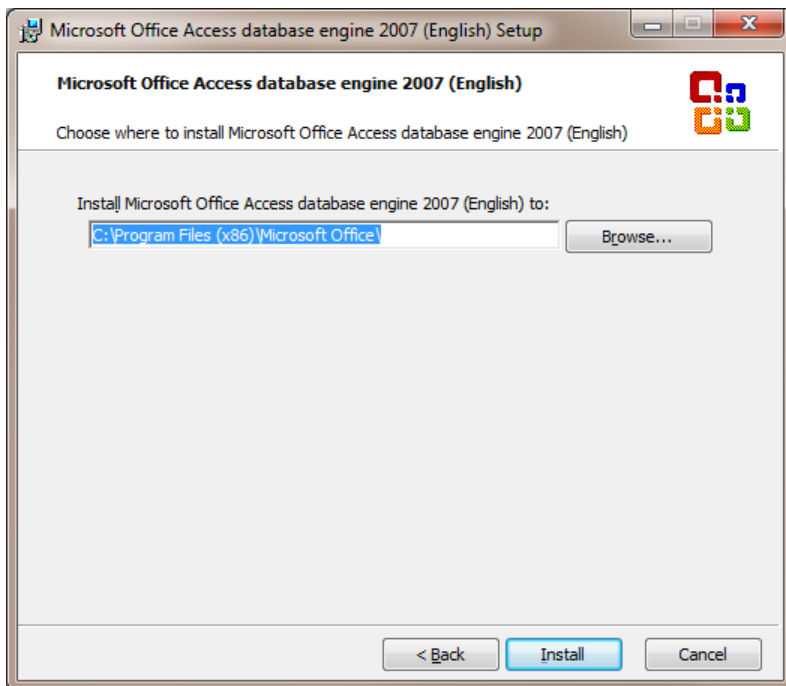 Microsoft Office Access database engine 2007 (English) Setup
Microsoft Office Access database engine 2007 (English)
Choose where to install Microsoft Office Access database engine 2007 (English)
Install Microsoft Office Access database engine 2007 (English) to:
C:\Program Files (x86)\Microsoft Office\
Browse...
< Back
Install
Cancel